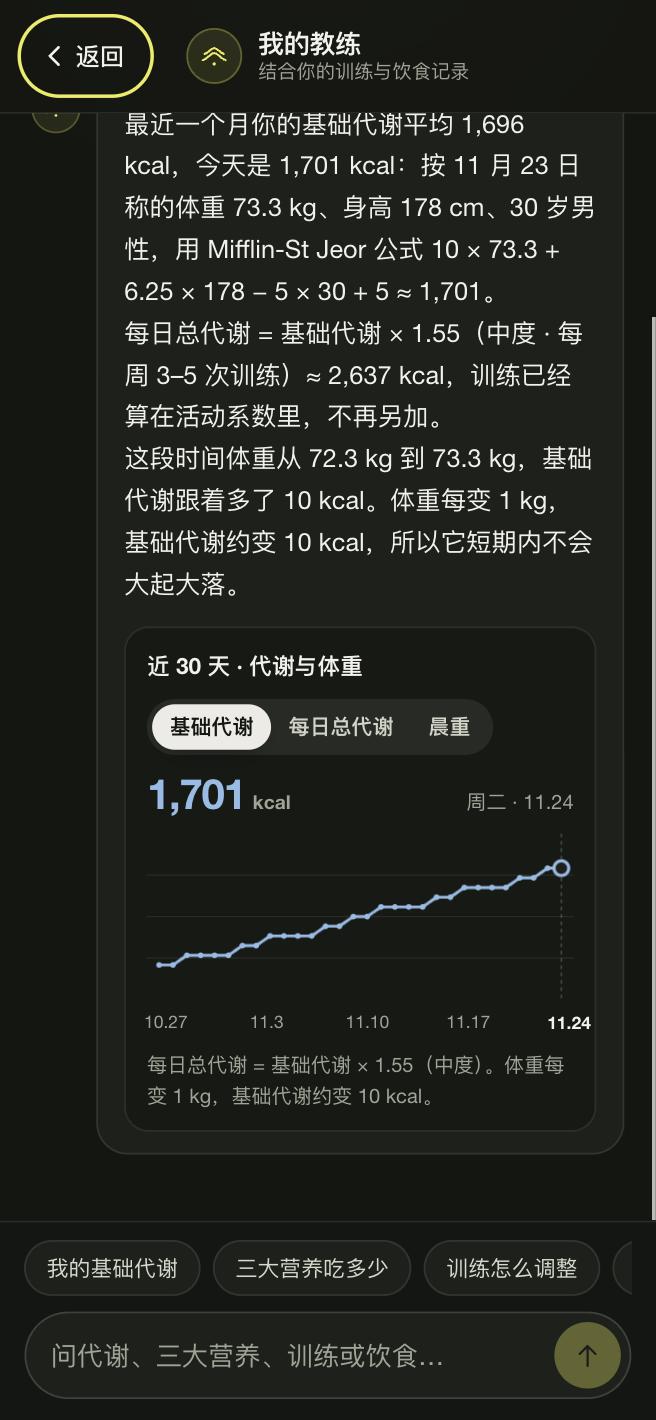 返回
我的教练
结合你的训练与饮食记录
最近一个月你的基础代谢平均 1,696
kcal，今天是 1,701 kcal：按 11 月 23 日
称的体重 73.3 kg、身高 178 cm、30 岁男
性，用 Mifflin-St Jeor 公式 10 × 73.3 +
6.25 × 178 − 5 × 30 + 5 ≈ 1,701。
每日总代谢 = 基础代谢 × 1.55（中度 · 每
周 3–5 次训练）≈ 2,637 kcal，训练已经
算在活动系数里，不再另加。
这段时间体重从 72.3 kg 到 73.3 kg，基础
代谢跟着多了 10 kcal。体重每变 1 kg，
基础代谢约变 10 kcal，所以它短期内不会
大起大落。
近 30 天 · 代谢与体重
基础代谢 每日总代谢 晨重
1,701 kcal 周二 · 11.24
10.27 11.3 11.10 11.17 11.24
每日总代谢 = 基础代谢 × 1.55（中度）。体重每
变 1 kg，基础代谢约变 10 kcal。
我的基础代谢 三大营养吃多少 训练怎么调整
问代谢、三大营养、训练或饮食…